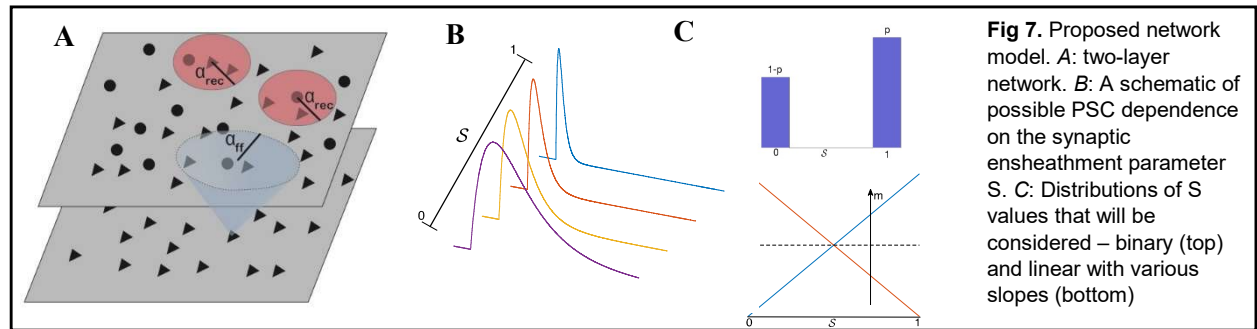 A
α_rec
α_rec
α_ff
B
1
S
0
C
p
1-p
0
S
1
m
0
S
1
Fig 7. Proposed network
model. A: two-layer
network. B: A schematic of
possible PSC dependence
on the synaptic
ensheathment parameter
S. C: Distributions of S
values that will be
considered – binary (top)
and linear with various
slopes (bottom)